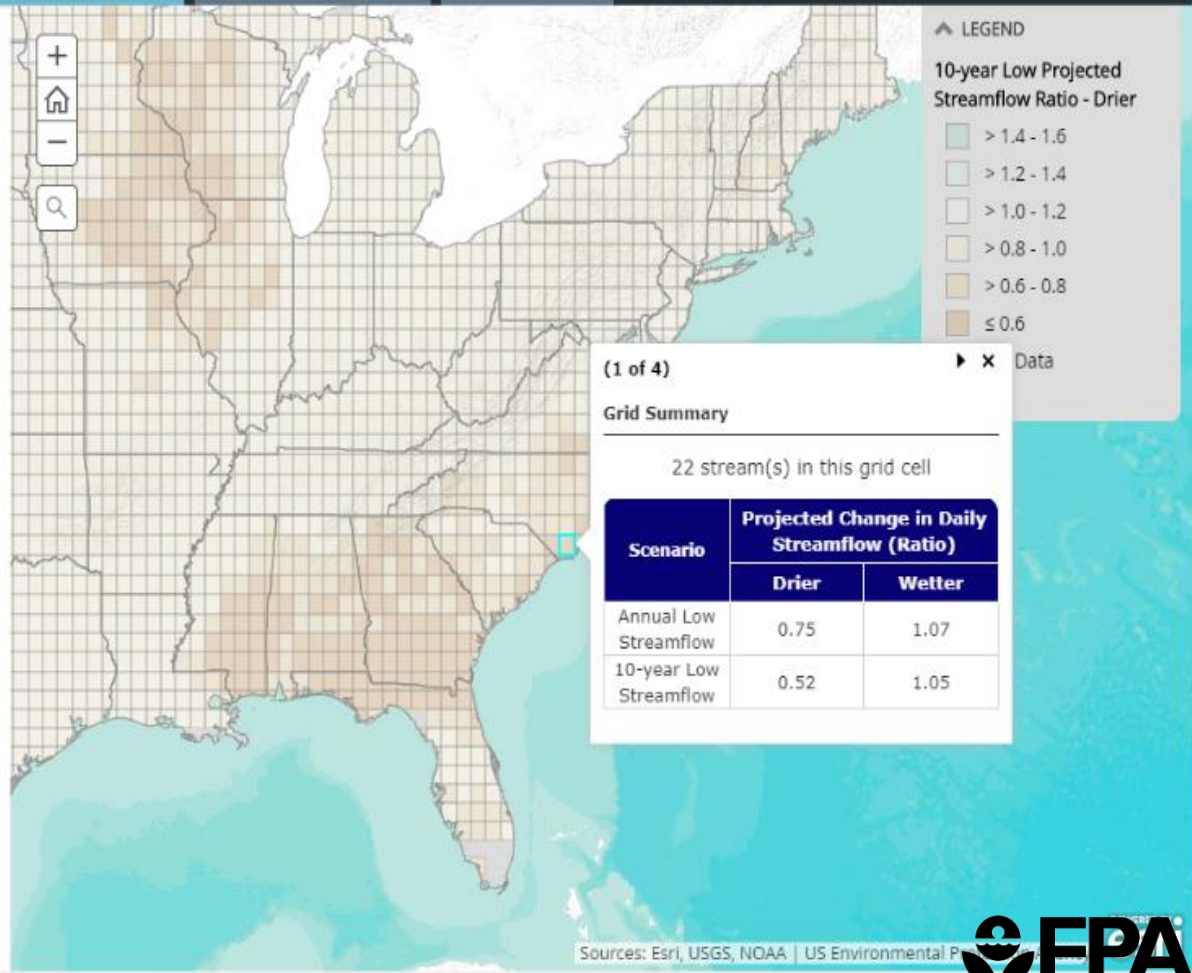 LEGEND
10-year Low Projected
Streamflow Ratio - Drier
> 1.4 - 1.6
> 1.2 - 1.4
> 1.0 - 1.2
> 0.8 - 1.0
> 0.6 - 0.8
≤ 0.6
Data
(1 of 4)
Grid Summary
22 stream(s) in this grid cell
Scenario
Projected Change in Daily
Streamflow (Ratio)
Drier Wetter
Annual Low
Streamflow
0.75 1.07
10-year Low
Streamflow
0.52 1.05
Sources: Esri, USGS, NOAA | US Environmental
EPA